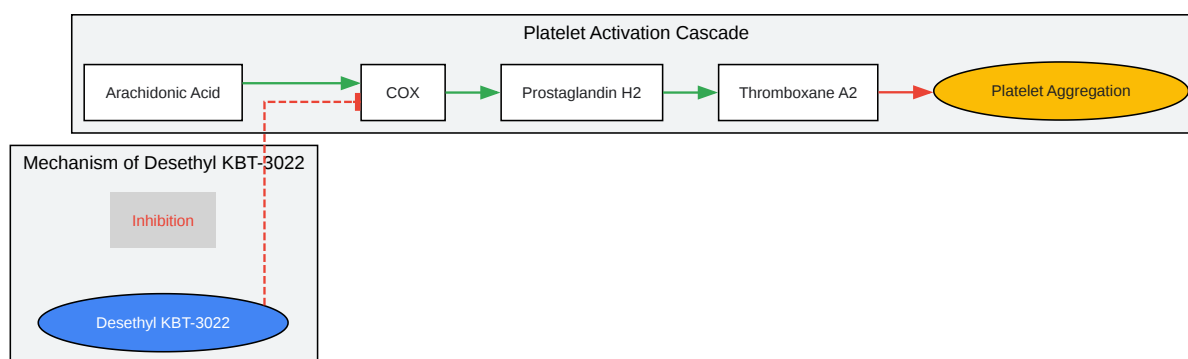 Platelet Activation Cascade
Arachidonic Acid
COX
Prostaglandin H2
Thromboxane A2
Platelet Aggregation
Mechanism of Desethyl KBT-3022
Inhibition
Desethyl KBT-3022